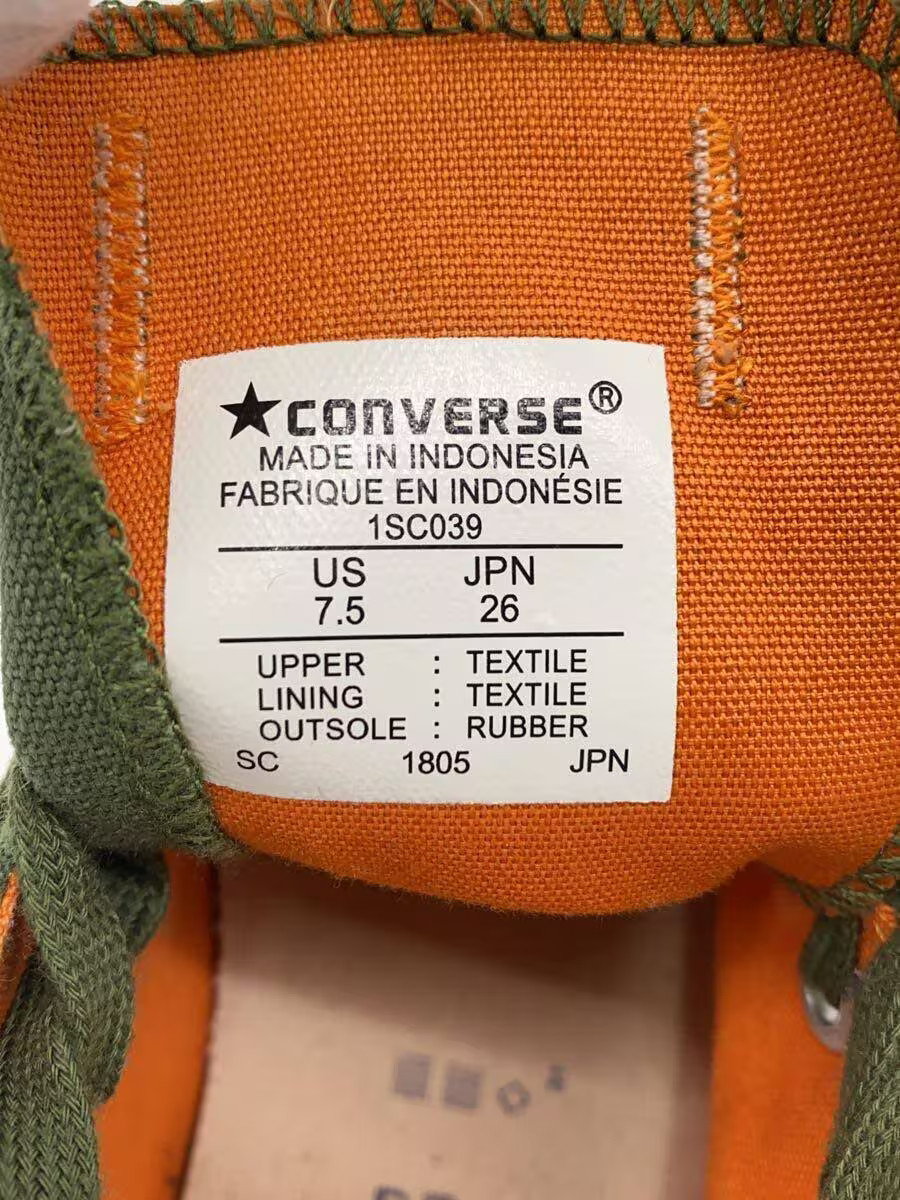 ★CONVERSE®
MADE IN INDONESIA
FABRIQUE EN INDONÉSIE
1SC039
US JPN
7.5 26
UPPER : TEXTILE
LINING : TEXTILE
OUTSOLE : RUBBER
SC 1805 JPN